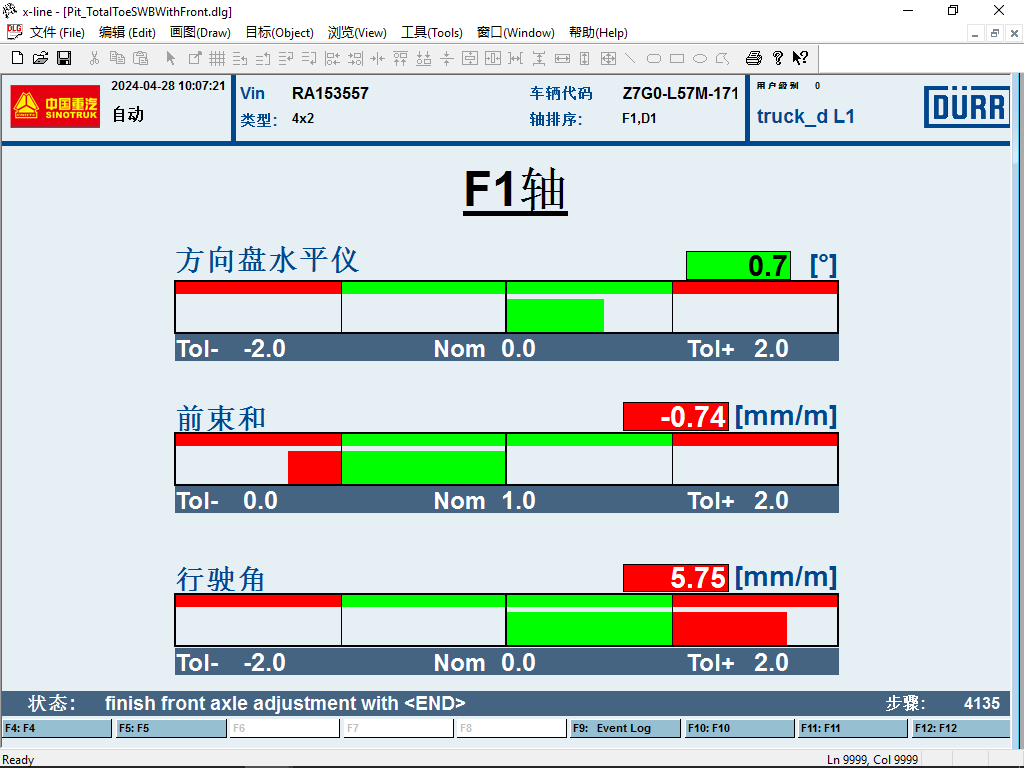 x-line - [Pit_TotalToeSWBWithFront.dlg]
文件 (File) 编辑 (Edit) 画图(Draw) 目标(Object) 浏览(View) 工具(Tools) 窗口(Window) 帮助(Help)
中国重汽
SINOTRUK
2024-04-28 10:07:21
自动
Vin RA153557 车辆代码 Z7G0-L57M-171
类型: 4x2 轴排序: F1,D1
用户级别 0
truck_d L1
DÜRR
F1轴
方向盘水平仪 0.7 [°]
Tol- -2.0 Nom 0.0 Tol+ 2.0
前束和 -0.74 [mm/m]
Tol- 0.0 Nom 1.0 Tol+ 2.0
行驶角 5.75 [mm/m]
Tol- -2.0 Nom 0.0 Tol+ 2.0
状态: finish front axle adjustment with <END> 步骤: 4135
F4: F4 F5: F5 F6 F7 F8 F9: Event Log F10: F10 F11: F11 F12: F12
Ready Ln 9999, Col 9999